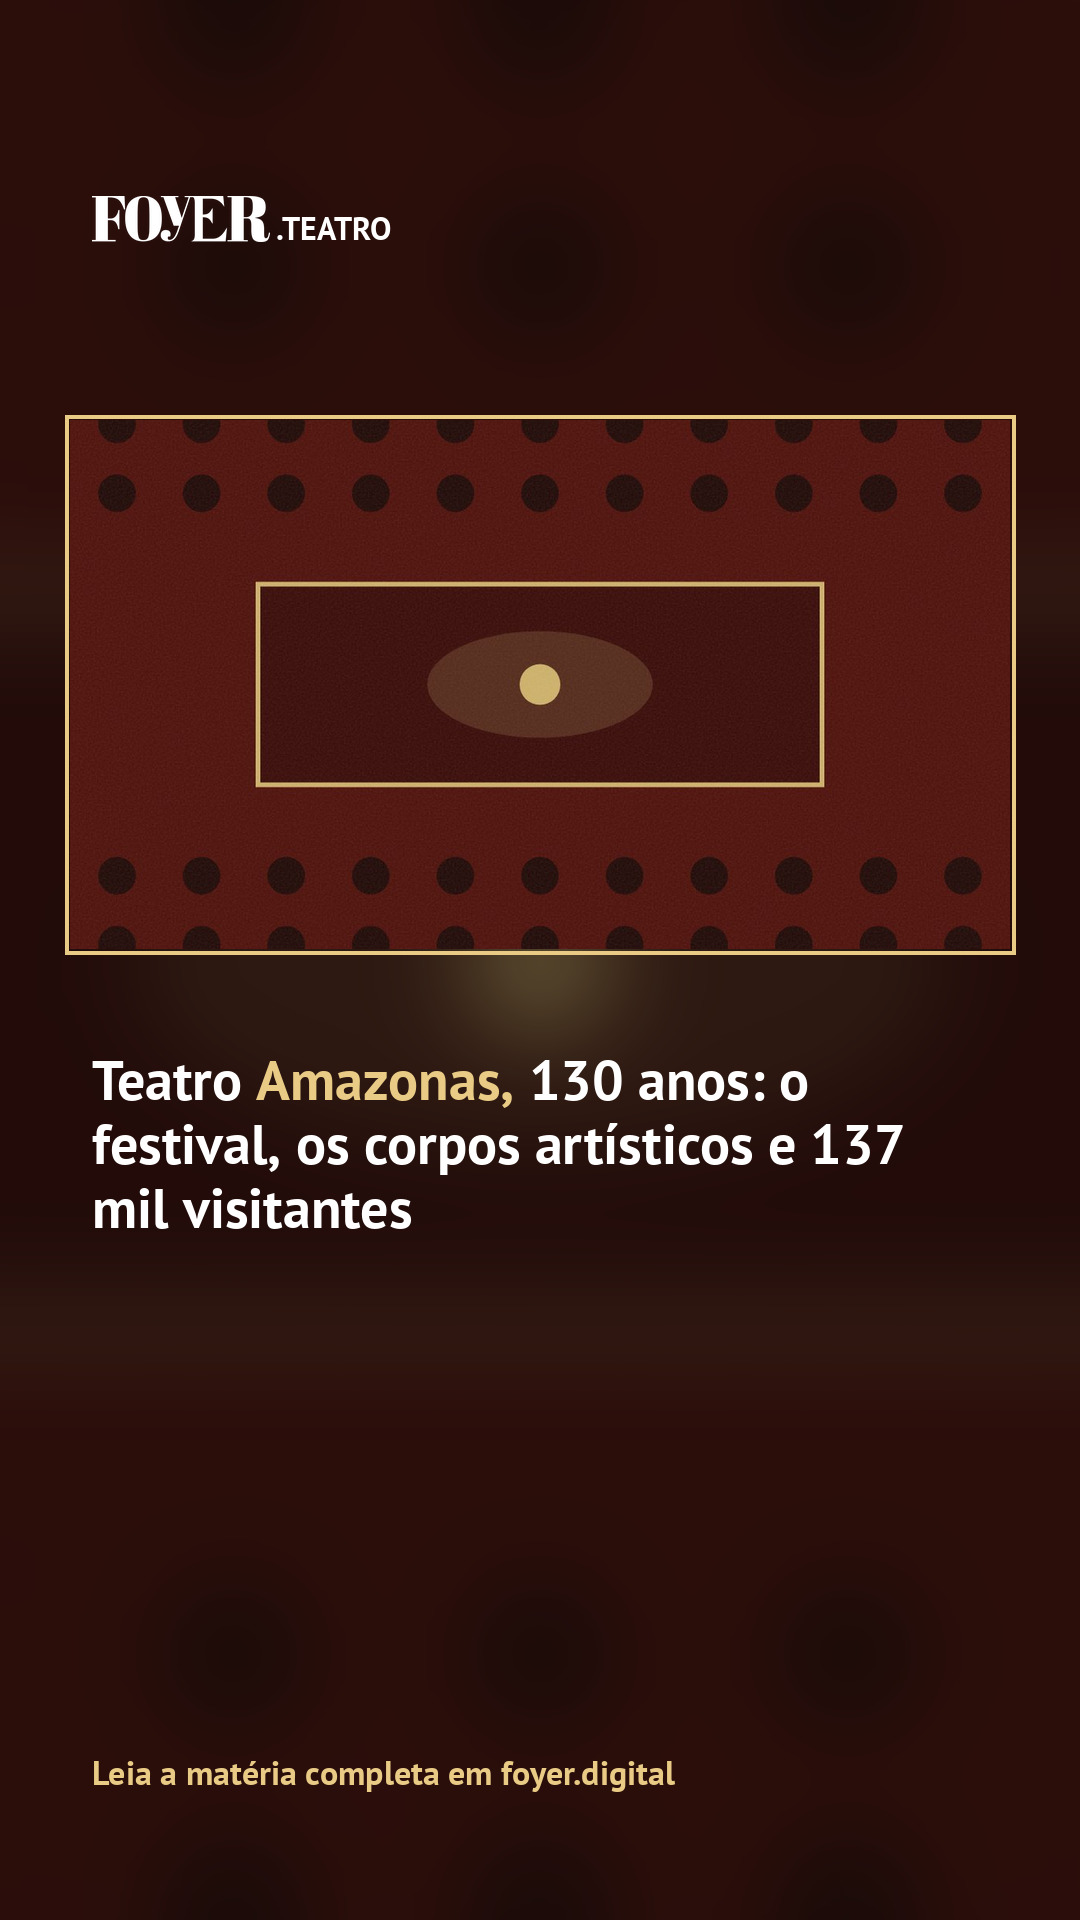 FOyER .TEATRO
Teatro Amazonas, 130 anos: o
festival, os corpos artísticos e 137
mil visitantes
Leia a matéria completa em foyer.digital